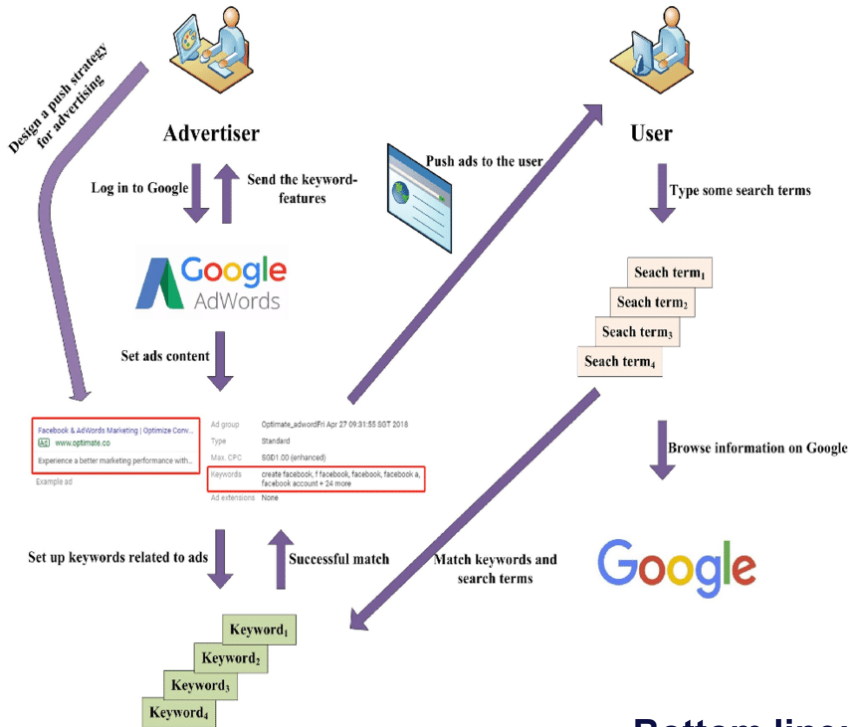 Design a push strategy
for advertising
Advertiser
User
Log in to Google
Send the keyword-
features
Push ads to the user
Type some search terms
Google
AdWords
Seach term1
Seach term2
Seach term3
Seach term4
Set ads content
Facebook & AdWords Marketing | Optimize Conv...
Ad www.optimate.co
Experience a better marketing performance with...
Example ad
Ad group Optimate_adwordFri Apr 27 09:31:55 SGT 2018
Type Standard
Max. CPC SGD1.00 (enhanced)
Keywords create facebook, f facebook, facebook, facebook a,
facebook account + 24 more
Ad extensions None
Browse information on Google
Set up keywords related to ads
Successful match
Match keywords and
search terms
Google
Keyword1
Keyword2
Keyword3
Keyword4